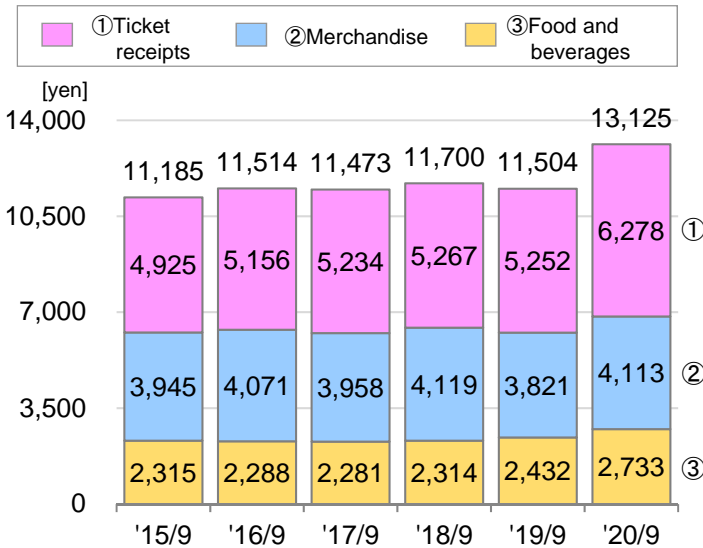 ①Ticket receipts ②Merchandise ③Food and beverages
[yen]
14,000
10,500
7,000
3,500
0
11,185 11,514 11,473 11,700 11,504 13,125
4,925 5,156 5,234 5,267 5,252 6,278 ①
3,945 4,071 3,958 4,119 3,821 4,113 ②
2,315 2,288 2,281 2,314 2,432 2,733 ③
'15/9 '16/9 '17/9 '18/9 '19/9 '20/9